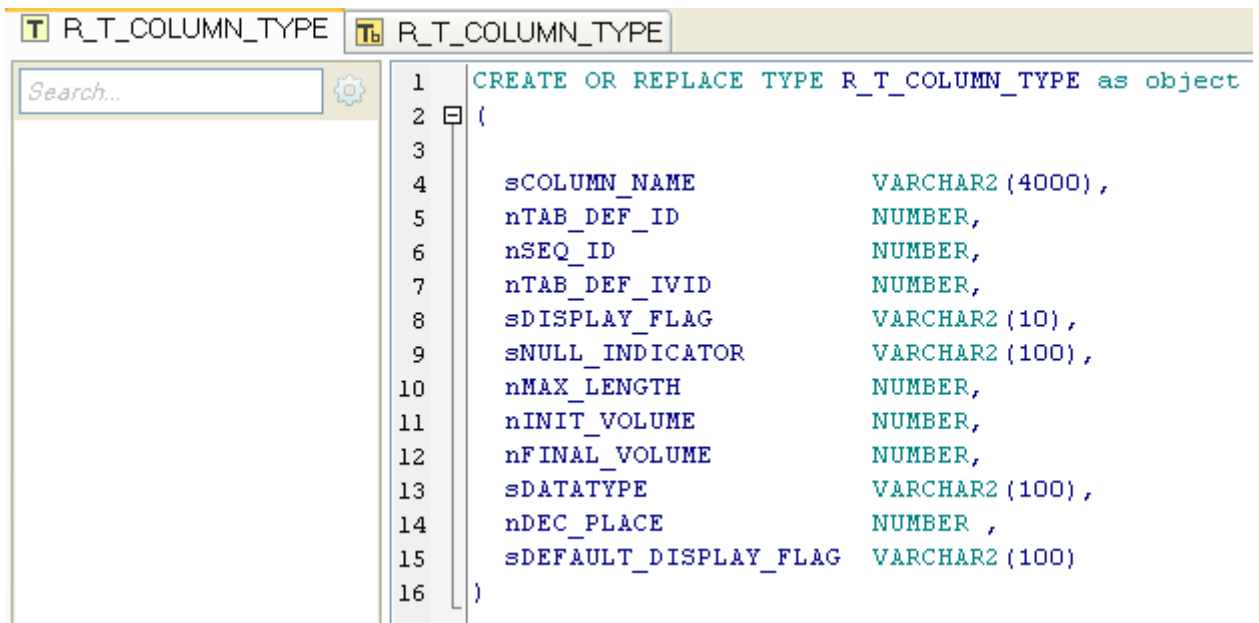 T R_T_COLUMN_TYPE Tb R_T_COLUMN_TYPE
Search...
1 CREATE OR REPLACE TYPE R_T_COLUMN_TYPE as object
2 (
3
4 sCOLUMN_NAME VARCHAR2(4000),
5 nTAB_DEF_ID NUMBER,
6 nSEQ_ID NUMBER,
7 nTAB_DEF_IVID NUMBER,
8 sDISPLAY_FLAG VARCHAR2(10),
9 sNULL_INDICATOR VARCHAR2(100),
10 nMAX_LENGTH NUMBER,
11 nINIT_VOLUME NUMBER,
12 nFINAL_VOLUME NUMBER,
13 sDATATYPE VARCHAR2(100),
14 nDEC_PLACE NUMBER ,
15 sDEFAULT_DISPLAY_FLAG VARCHAR2(100)
16 )